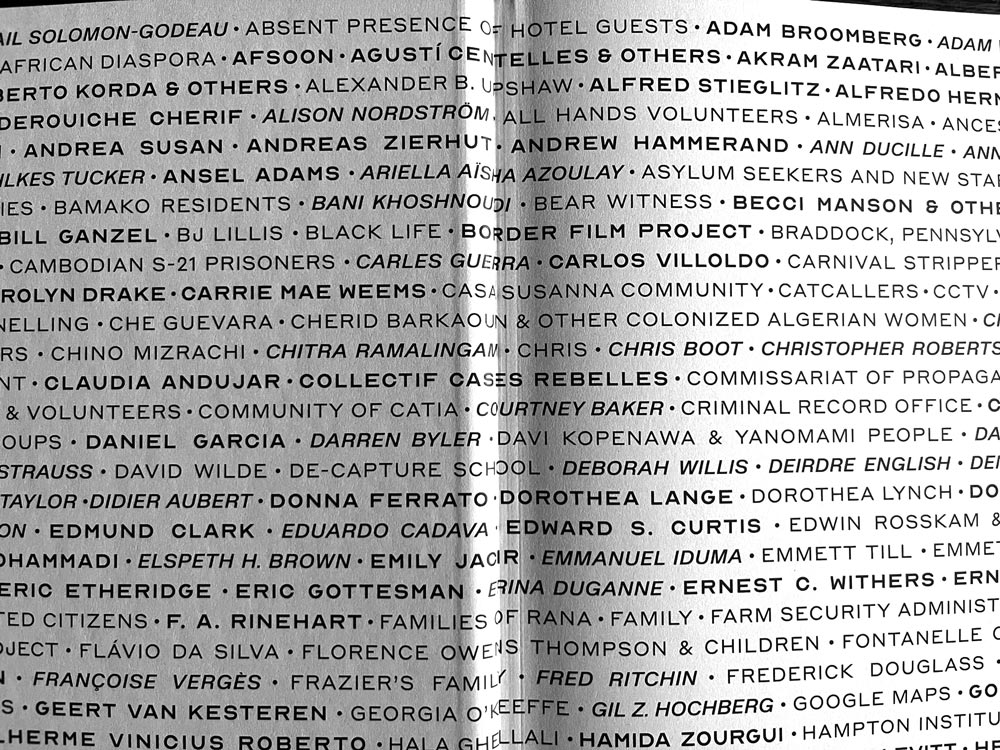 AIL SOLOMON-GODEAU • ABSENT PRESENCE OF HOTEL GUESTS • ADAM BROOMBERG • ADAM
AFRICAN DIASPORA • AFSOON • AGUSTÍ CENTELLES & OTHERS • AKRAM ZAATARI • ALBER
BERTO KORDA & OTHERS • ALEXANDER B. UPSHAW • ALFRED STIEGLITZ • ALFREDO HERN
DEROUICHE CHERIF • ALISON NORDSTRÖM • ALL HANDS VOLUNTEERS • ALMERISA • ANCES
• ANDREA SUSAN • ANDREAS ZIERHUT • ANDREW HAMMERAND • ANN DUCILLE • ANN
ILKES TUCKER • ANSEL ADAMS • ARIELLA AÏSHA AZOULAY • ASYLUM SEEKERS AND NEW STA
IES • BAMAKO RESIDENTS • BANI KHOSHNOUDI • BEAR WITNESS • BECCI MANSON & OTHE
BILL GANZEL • BJ LILLIS • BLACK LIFE • BORDER FILM PROJECT • BRADDOCK, PENNSYLV
• CAMBODIAN S-21 PRISONERS • CARLES GUERRA • CARLOS VILLOLDO • CARNIVAL STRIPPER
ROLYN DRAKE • CARRIE MAE WEEMS • CASA SUSANNA COMMUNITY • CATCALLERS • CCTV •
NELLING • CHE GUEVARA • CHERID BARKAOUN & OTHER COLONIZED ALGERIAN WOMEN •
RS • CHINO MIZRACHI • CHITRA RAMALINGAM • CHRIS • CHRIS BOOT • CHRISTOPHER ROBERTS
NT • CLAUDIA ANDUJAR • COLLECTIF CASES REBELLES • COMMISSARIAT OF PROPAGA
& VOLUNTEERS • COMMUNITY OF CATIA • COURTNEY BAKER • CRIMINAL RECORD OFFICE •
OUPS • DANIEL GARCIA • DARREN BYLER • DAVI KOPENAWA & YANOMAMI PEOPLE • DA
STRAUSS • DAVID WILDE • DE-CAPTURE SCHOOL • DEBORAH WILLIS • DEIRDRE ENGLISH • DEI
TAYLOR • DIDIER AUBERT • DONNA FERRATO • DOROTHEA LANGE • DOROTHEA LYNCH • DO
ON • EDMUND CLARK • EDUARDO CADAVA • EDWARD S. CURTIS • EDWIN ROSSKAM &
OHAMMADI • ELSPETH H. BROWN • EMILY JACIR • EMMANUEL IDUMA • EMMETT TILL • EMMET
ERIC ETHERIDGE • ERIC GOTTESMAN • ERINA DUGANNE • ERNEST C. WITHERS • ERN
TED CITIZENS • F. A. RINEHART • FAMILIES OF RANA • FAMILY • FARM SECURITY ADMINIST
OJECT • FLÁVIO DA SILVA • FLORENCE OWENS THOMPSON & CHILDREN • FONTANELLE
N • FRANÇOISE VERGÈS • FRAZIER'S FAMILY • FRED RITCHIN • FREDERICK DOUGLASS •
S • GEERT VAN KESTEREN • GEORGIA O'KEEFFE • GIL Z. HOCHBERG • GOOGLE MAPS • GO
LHERME VINICIUS ROBERTO • HALA GHELLALI • HAMIDA ZOURGUI • HAMPTON INSTITU